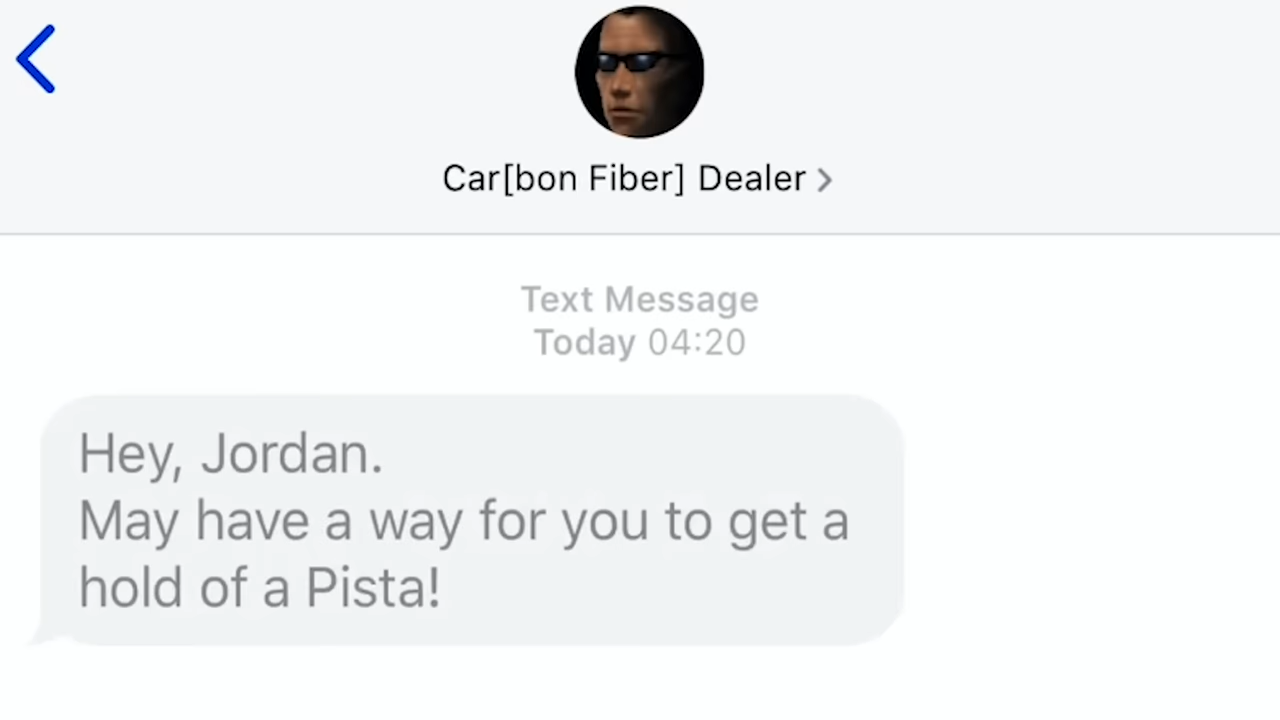 Car[bon Fiber] Dealer
Text Message
Today 04:20
Hey, Jordan.
May have a way for you to get a
hold of a Pista!